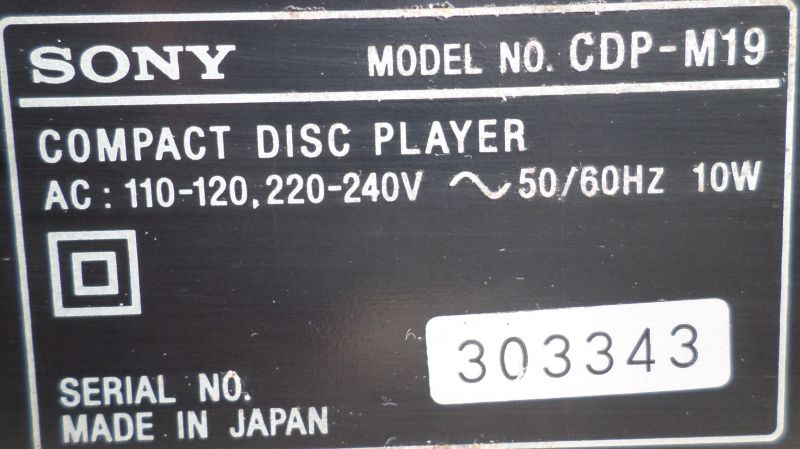 SONY MODEL NO. CDP-M19
COMPACT DISC PLAYER
AC : 110-120, 220-240V ～ 50/60HZ 10W
303343
SERIAL NO.
MADE IN JAPAN